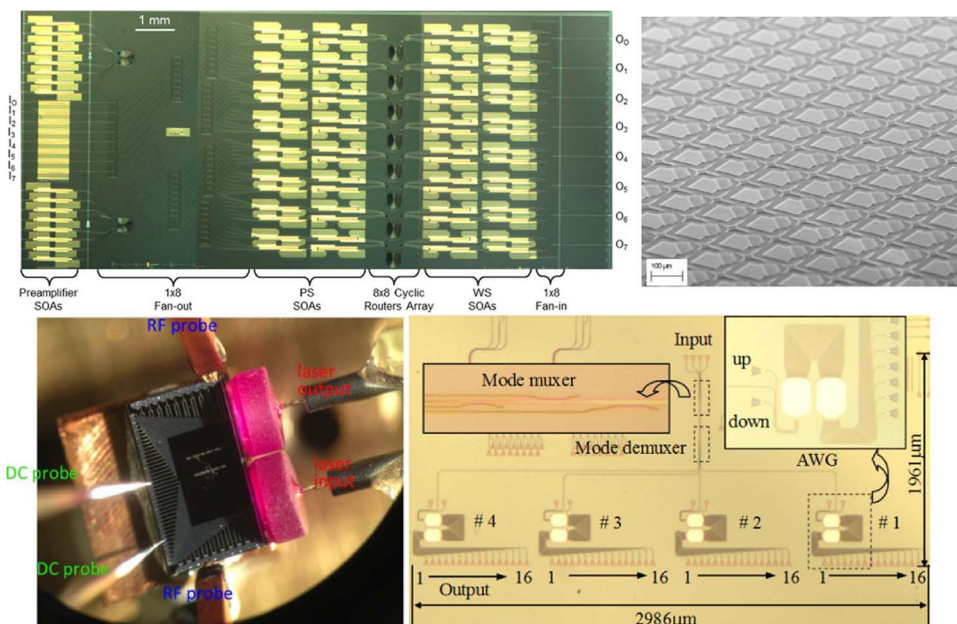 1 mm
I0
I1
I2
I3
I4
I5
I6
I7
O0
O1
O2
O3
O4
O5
O6
O7
Preamplifier
SOAs
1x8
Fan-out
PS
SOAs
8x8 Cyclic
Routers Array
WS
SOAs
1x8
Fan-in
100 µm
RF probe
laser
output
laser
input
DC probe
DC probe
RF probe
Input
Mode muxer
Mode demuxer
up
down
AWG
1961µm
# 4
# 3
# 2
# 1
1 16 1 16 1 16 1 16
Output
2986µm